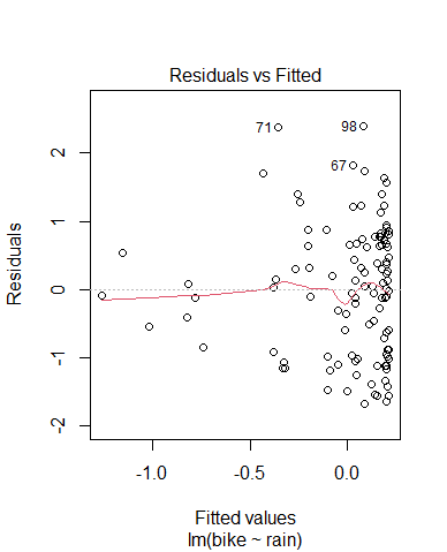 Residuals vs Fitted
71
98
67
2
1
0
-1
-2
Residuals
-1.0 -0.5 0.0
Fitted values
lm(bike ~ rain)